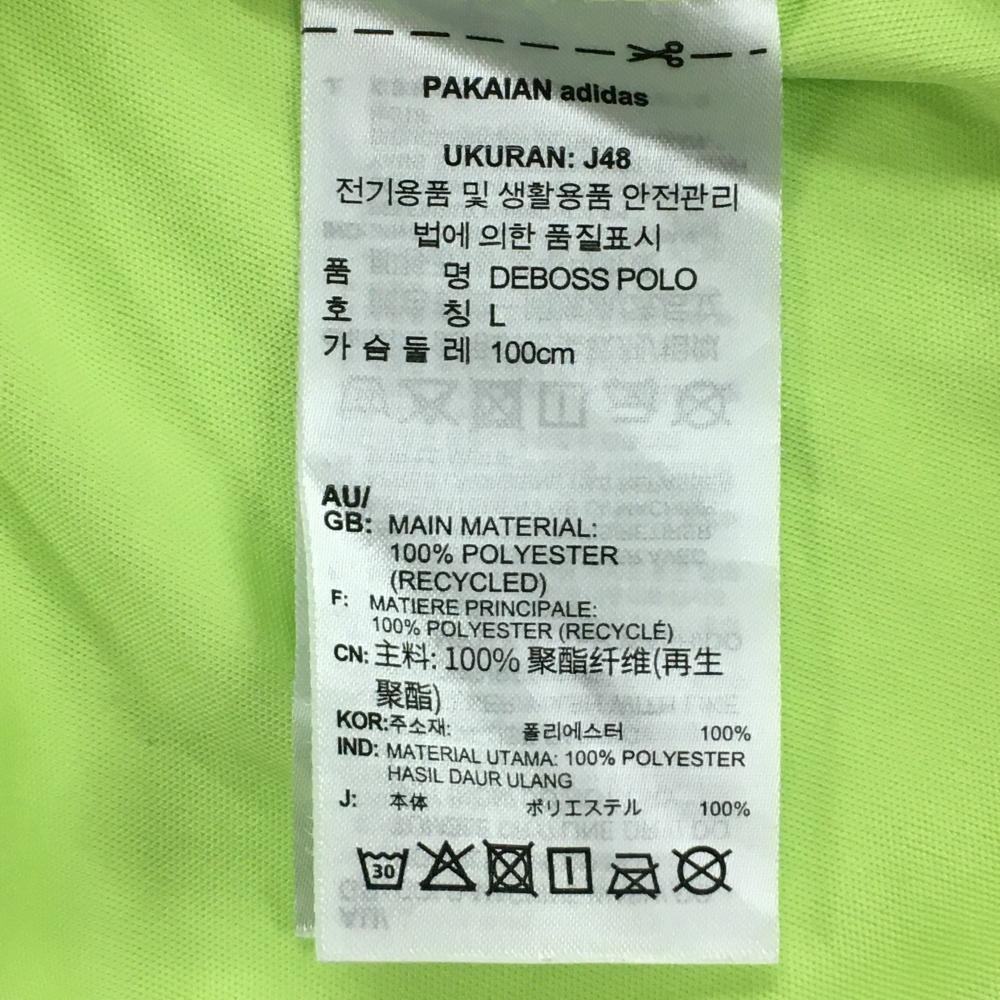 PAKAIAN adidas
UKURAN: J48
전기용품 및 생활용품 안전관리
법에 의한 품질표시
품 명 DEBOSS POLO
호 칭 L
가 슴 둘 레 100cm
AU/
GB: MAIN MATERIAL:
100% POLYESTER
(RECYCLED)
F: MATIERE PRINCIPALE:
100% POLYESTER (RECYCLÉ)
CN: 主料: 100% 聚酯纤维(再生
聚酯)
KOR:주소재: 폴리에스터 100%
IND: MATERIAL UTAMA: 100% POLYESTER
HASIL DAUR ULANG
J: 本体 ポリエステル 100%
30